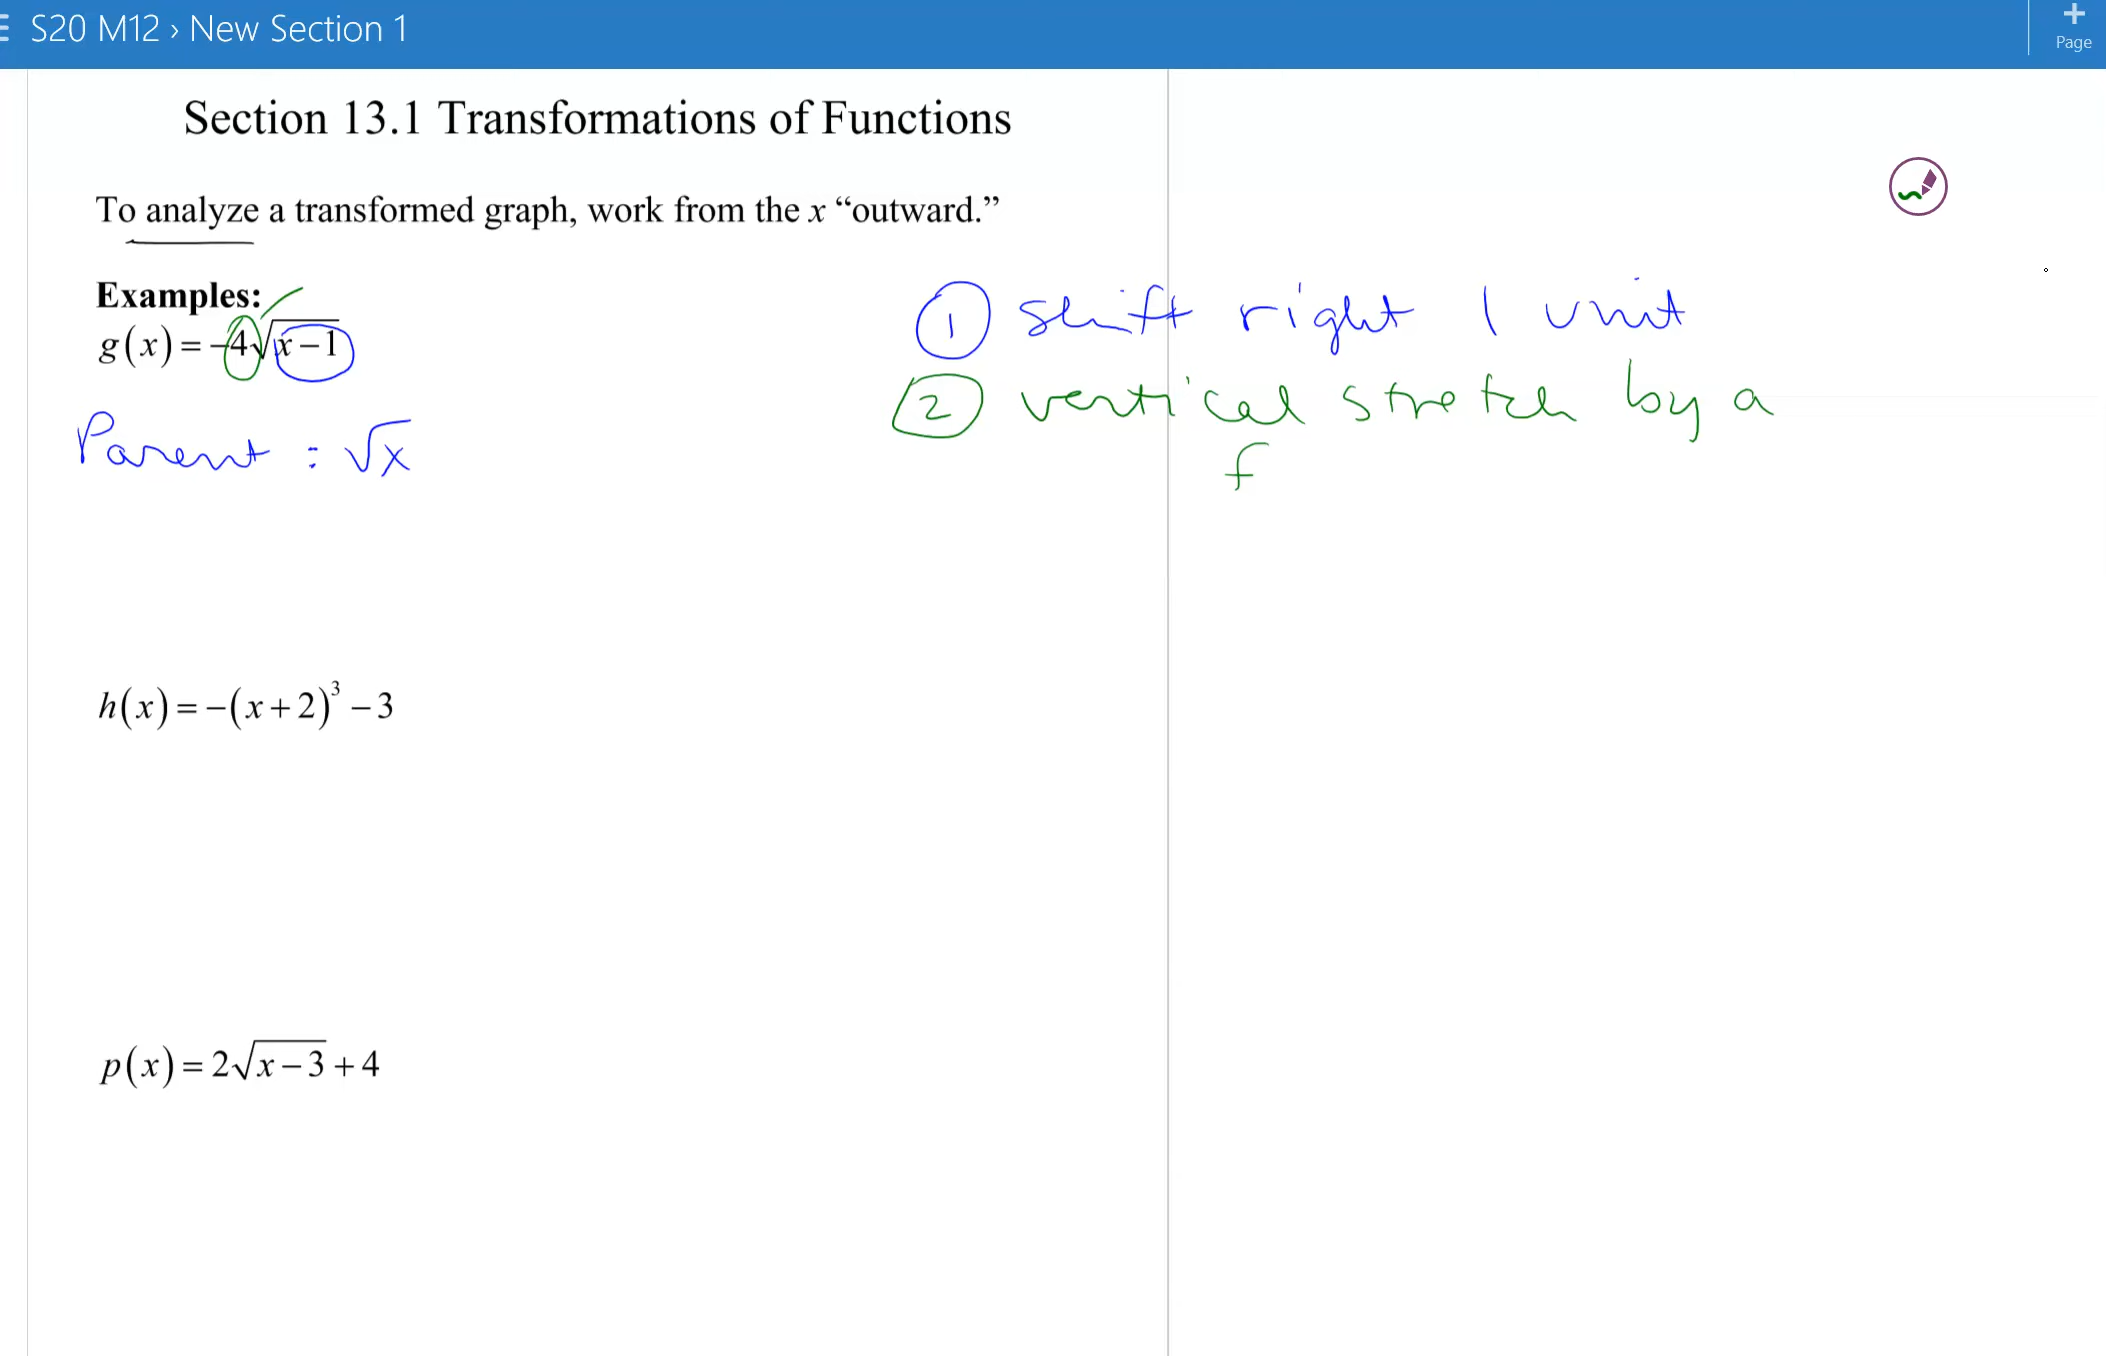 S20 M12 › New Section 1
+
Page
Section 13.1 Transformations of Functions
To analyze a transformed graph, work from the x “outward.”
Examples:
g(x) = −4√(x−1)
Parent : √x
① shift right 1 unit
② vertical stretch by a
f
h(x) = −(x+2)³ − 3
p(x) = 2√(x−3) + 4